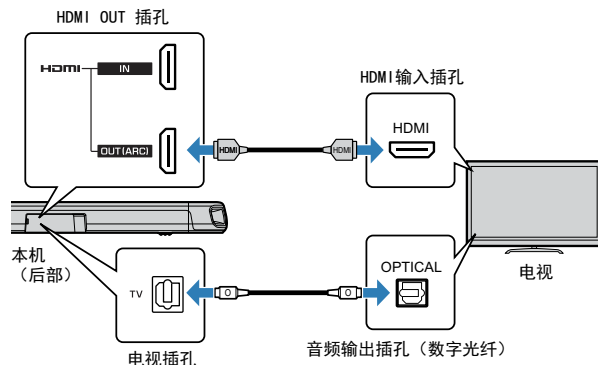 HDMI OUT 插孔
HDMI
IN
OUT(ARC)
HDMI输入插孔
HDMI
HDMI
HDMI
本机
（后部）
TV
电视插孔
OPTICAL
音频输出插孔（数字光纤）
电视